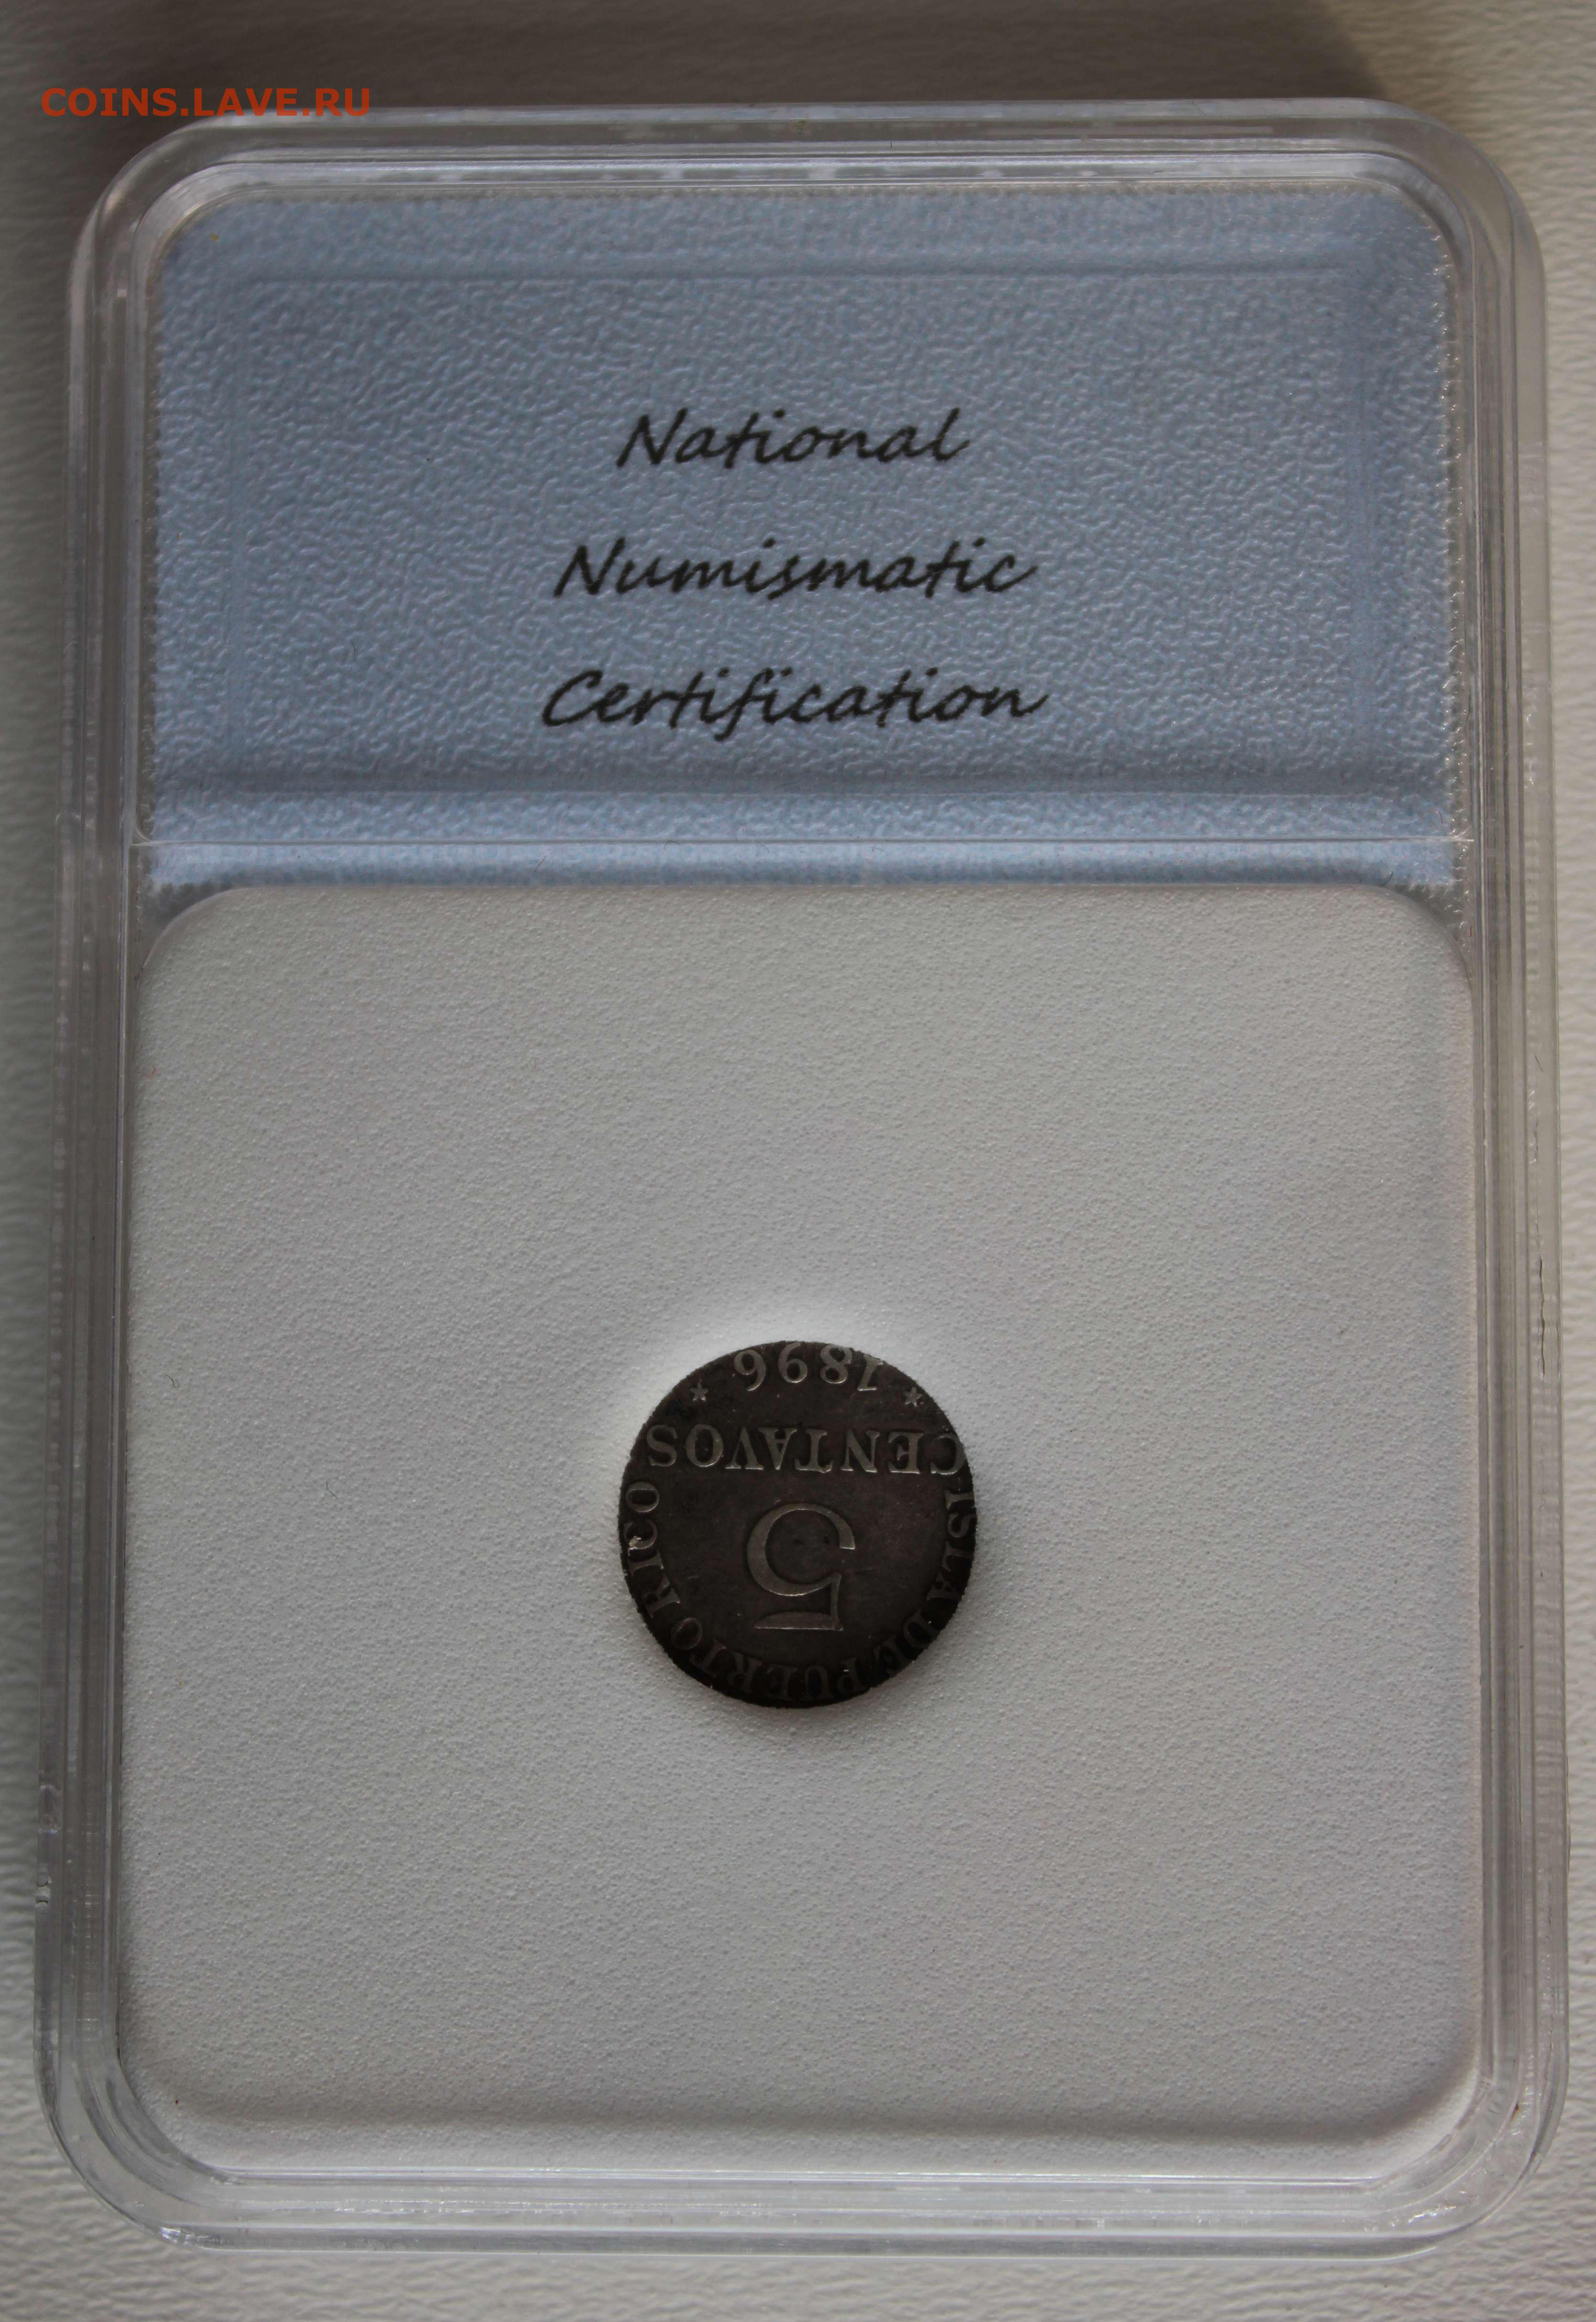 COINS.LAVE.RU
National
Numismatic
Certification
ISLA DE PUERTO RICO
5
CENTAVOS
* 1896 *